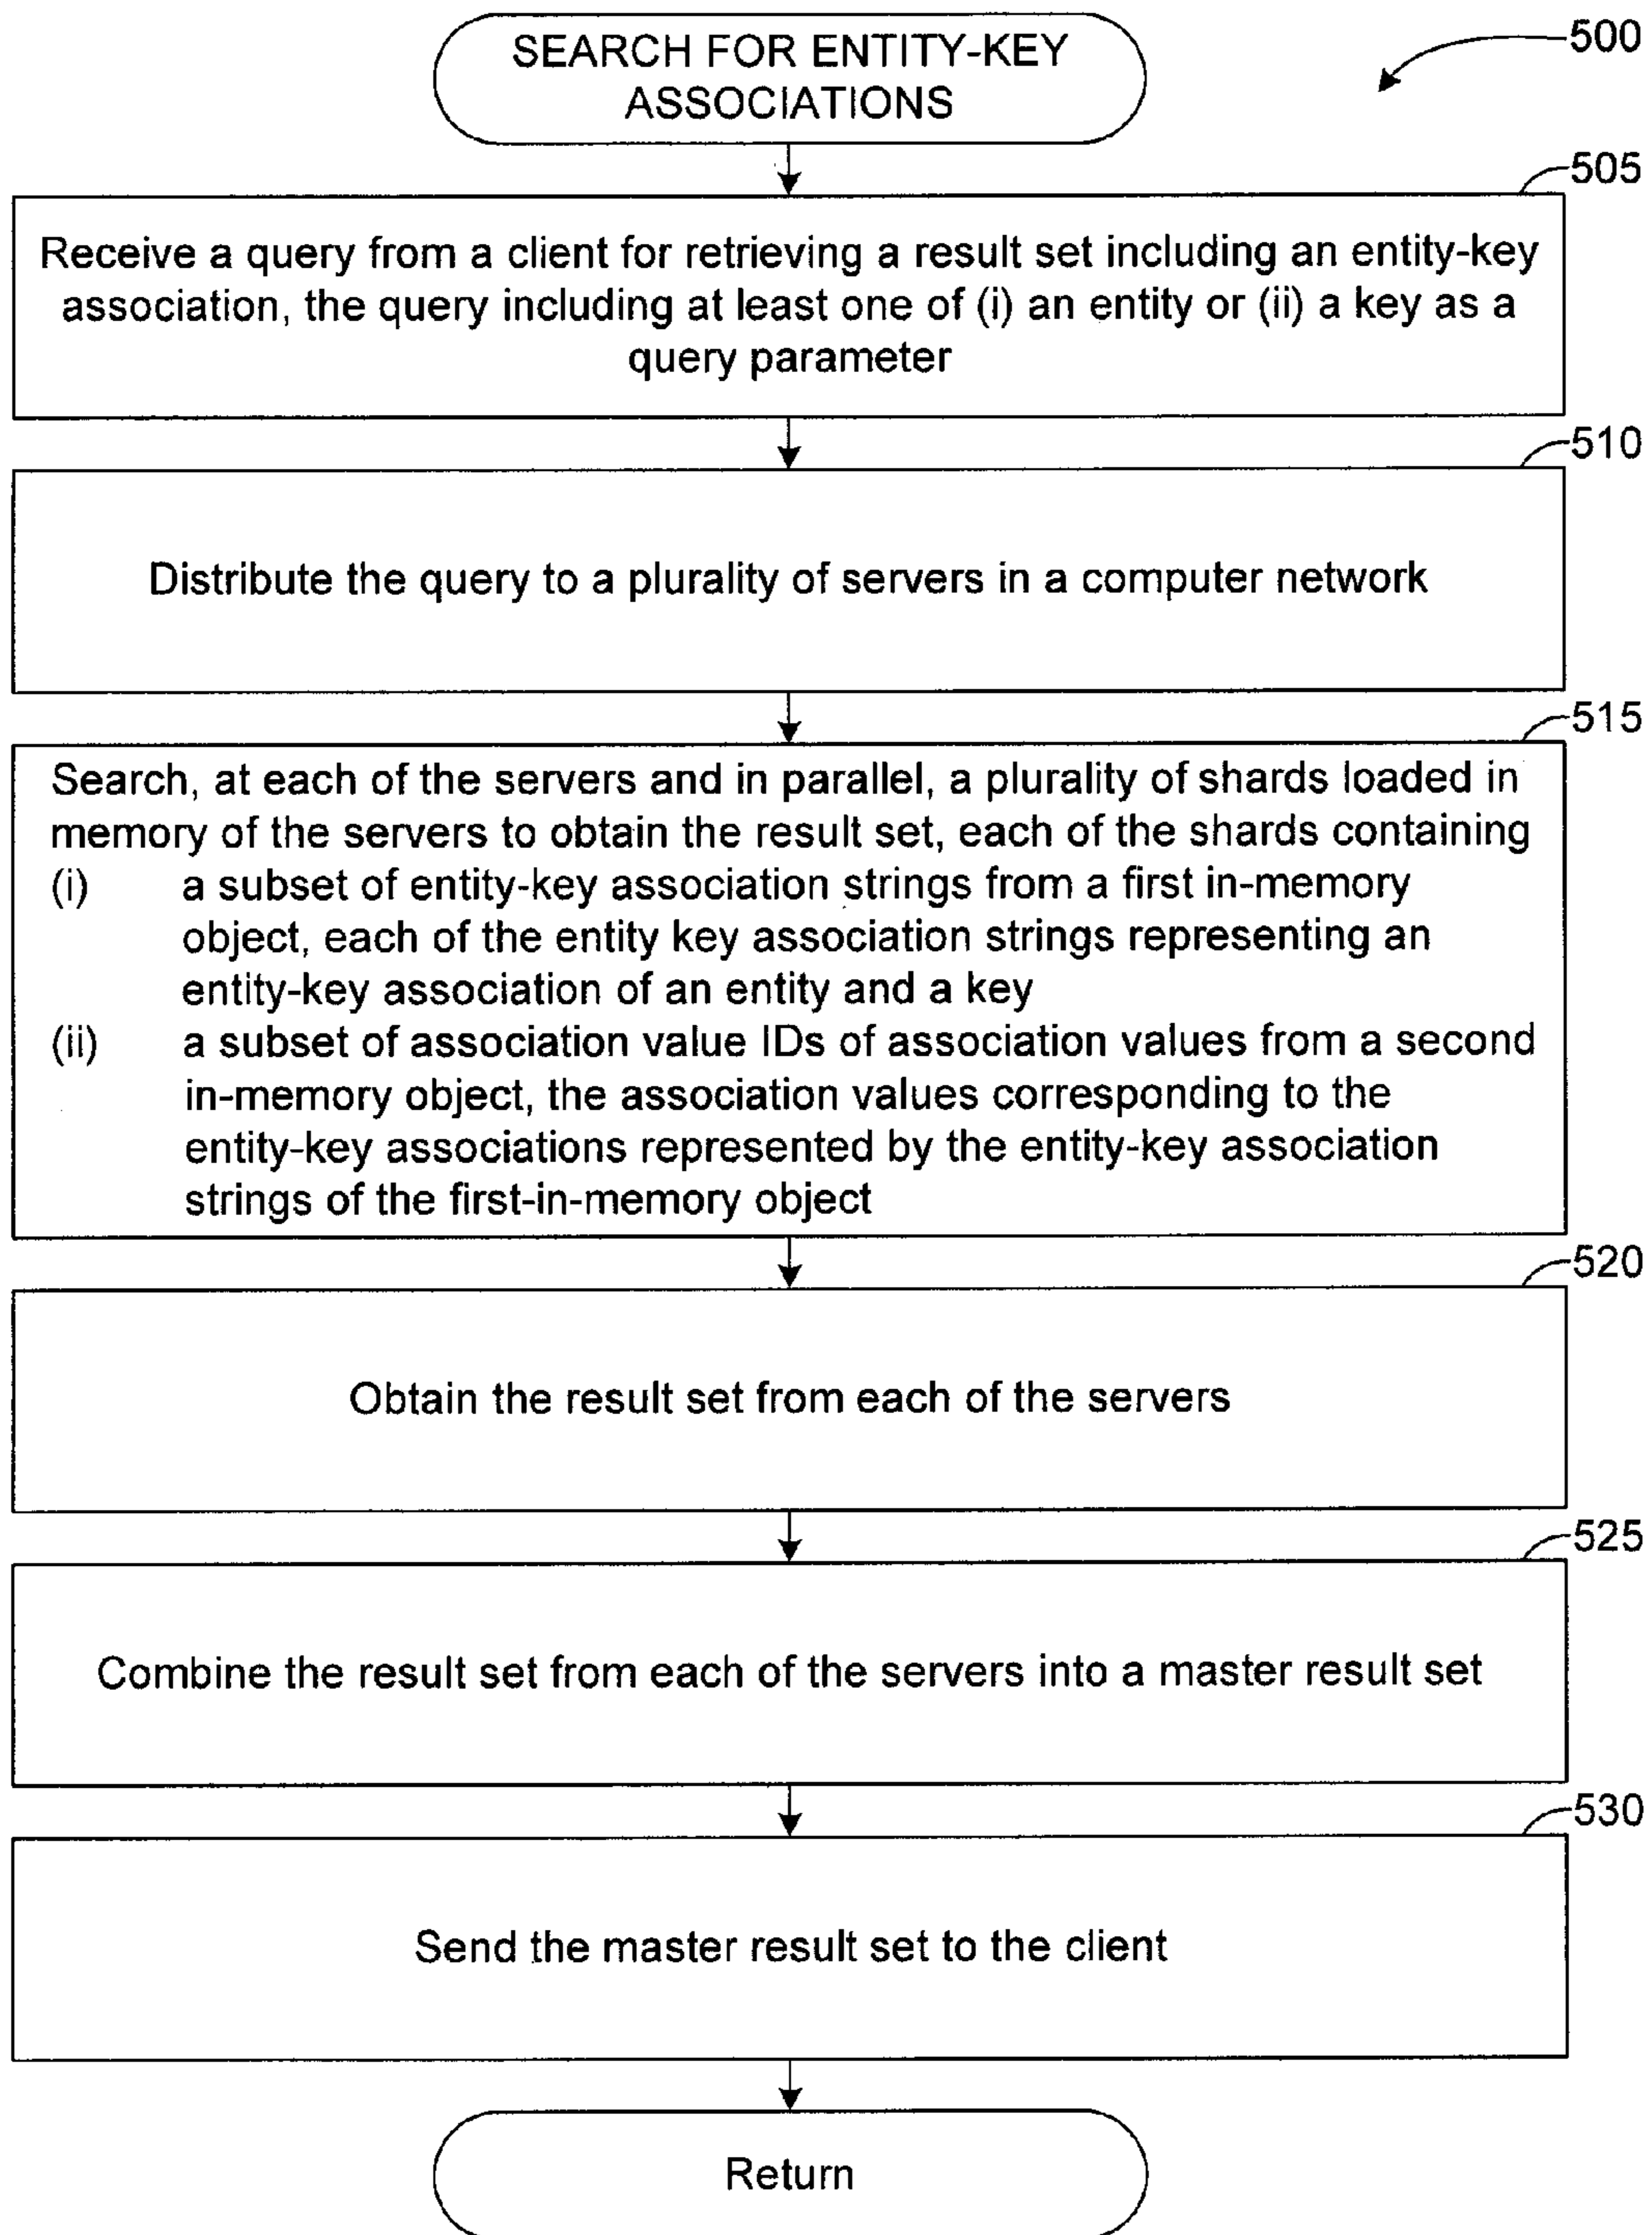 SEARCH FOR ENTITY-KEY
ASSOCIATIONS
500
505
Receive a query from a client for retrieving a result set including an entity-key
association, the query including at least one of (i) an entity or (ii) a key as a
query parameter
510
Distribute the query to a plurality of servers in a computer network
515
Search, at each of the servers and in parallel, a plurality of shards loaded in
memory of the servers to obtain the result set, each of the shards containing
(i) a subset of entity-key association strings from a first in-memory
object, each of the entity key association strings representing an
entity-key association of an entity and a key
(ii) a subset of association value IDs of association values from a second
in-memory object, the association values corresponding to the
entity-key associations represented by the entity-key association
strings of the first-in-memory object
520
Obtain the result set from each of the servers
525
Combine the result set from each of the servers into a master result set
530
Send the master result set to the client
Return